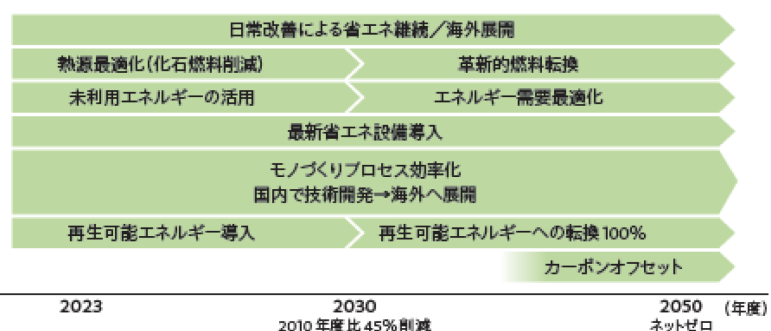 日常改善による省エネ継続／海外展開
熱源最適化（化石燃料削減） 革新的燃料転換
未利用エネルギーの活用 エネルギー需要最適化
最新省エネ設備導入
モノづくりプロセス効率化
国内で技術開発→海外へ展開
再生可能エネルギー導入 再生可能エネルギーへの転換100%
カーボンオフセット
2023 2030 2050 （年度）
2010年度比45%削減 ネットゼロ